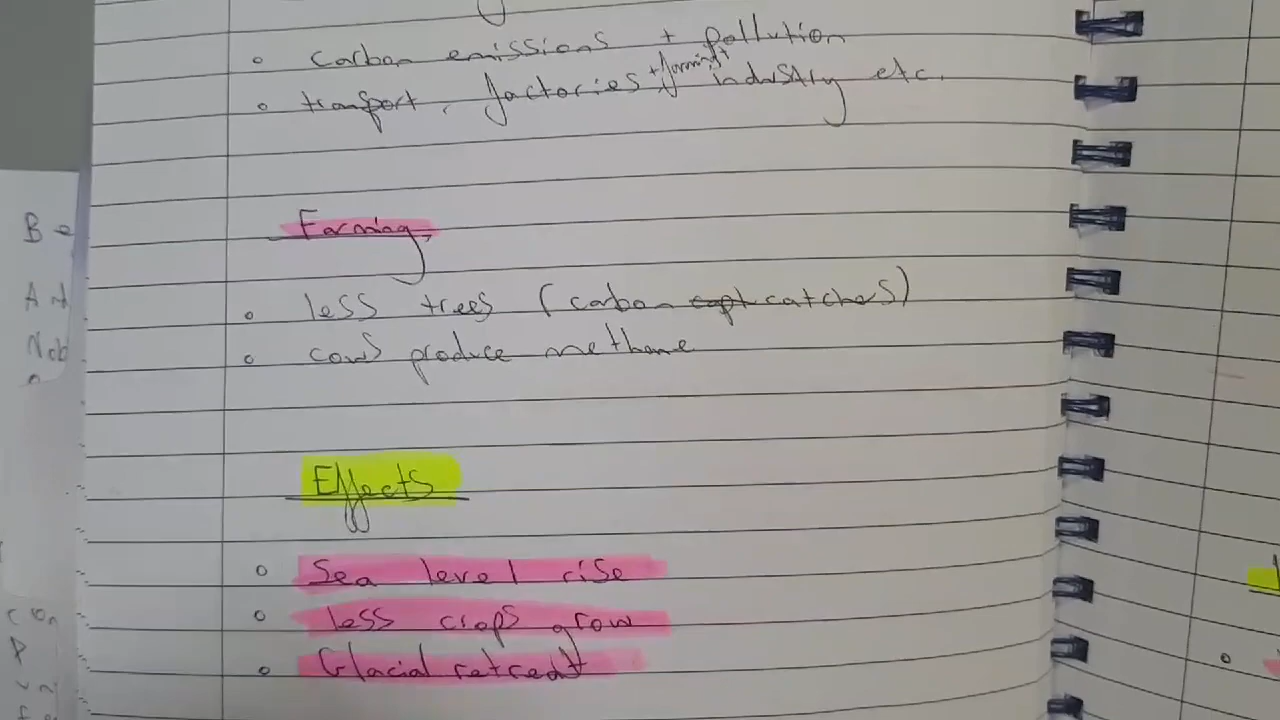 carbon emissions + pollution
transport, factories + farming, industry etc.
Farming
less trees (carbon catches)
cows produce methane
Effects
Sea level rise
less crops grow
Glacial retreat